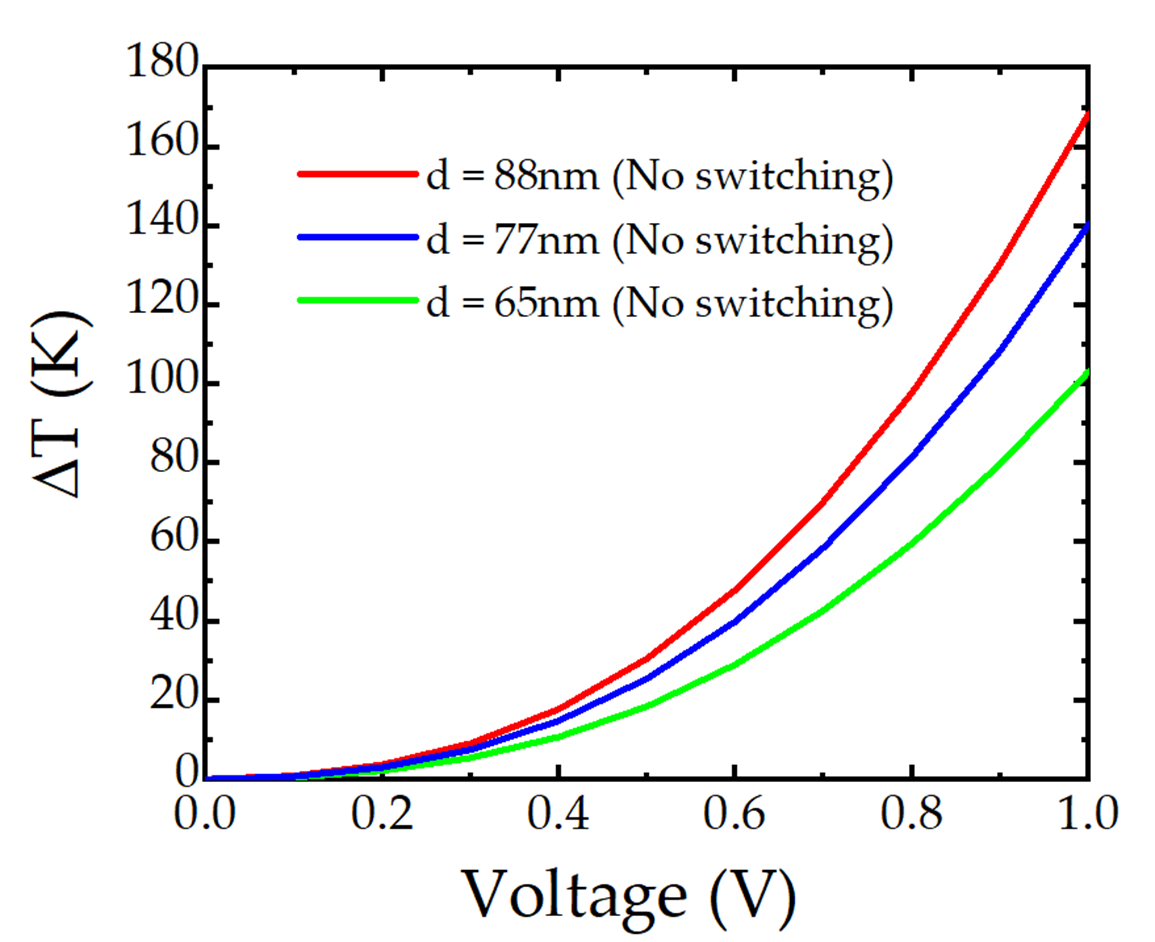 180
160
140
120
100
80
60
40
20
0
ΔT (K)
d = 88nm (No switching)
d = 77nm (No switching)
d = 65nm (No switching)
0.0 0.2 0.4 0.6 0.8 1.0
Voltage (V)